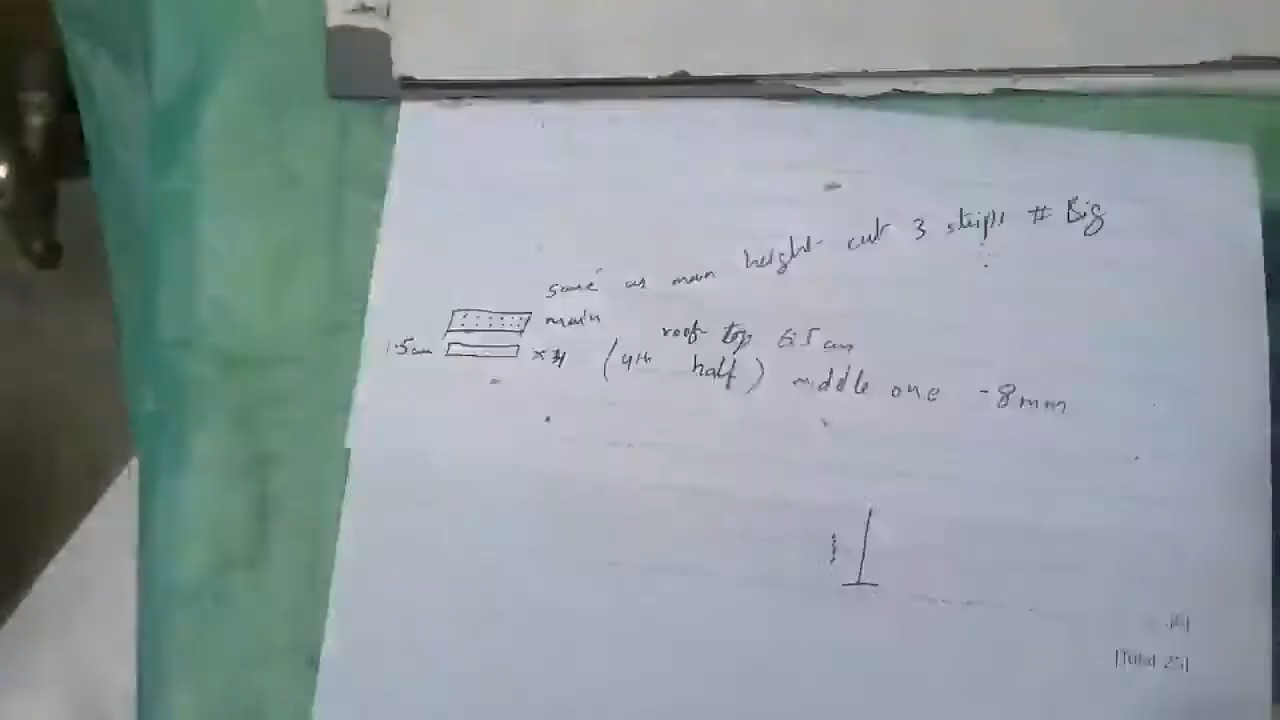 same as main height cut 3 strips # Big
main
roof top 6.5 cm
1.5cm
(4th half) middle one -8mm
[Total 25]